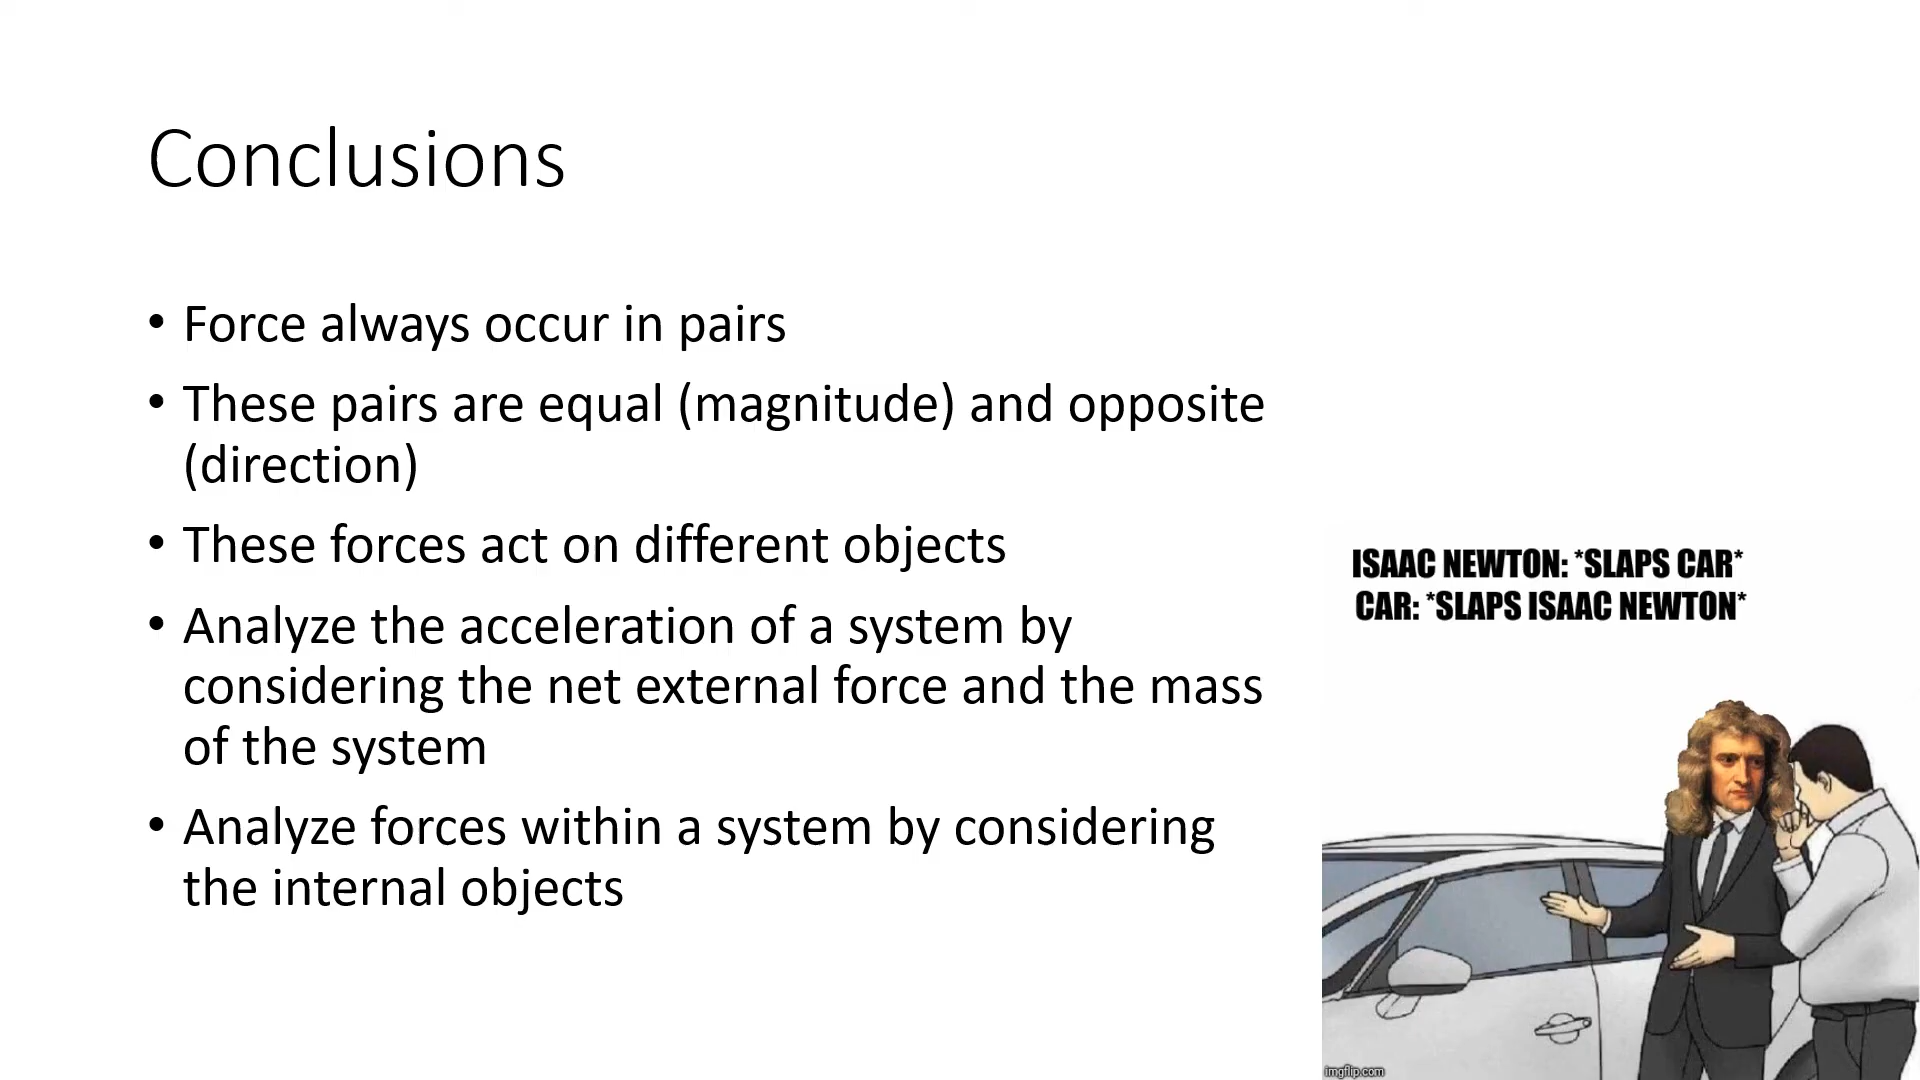 Conclusions
• Force always occur in pairs
• These pairs are equal (magnitude) and opposite
(direction)
• These forces act on different objects
• Analyze the acceleration of a system by
considering the net external force and the mass
of the system
• Analyze forces within a system by considering
the internal objects
ISAAC NEWTON: *SLAPS CAR*
CAR: *SLAPS ISAAC NEWTON*
imgflip.com